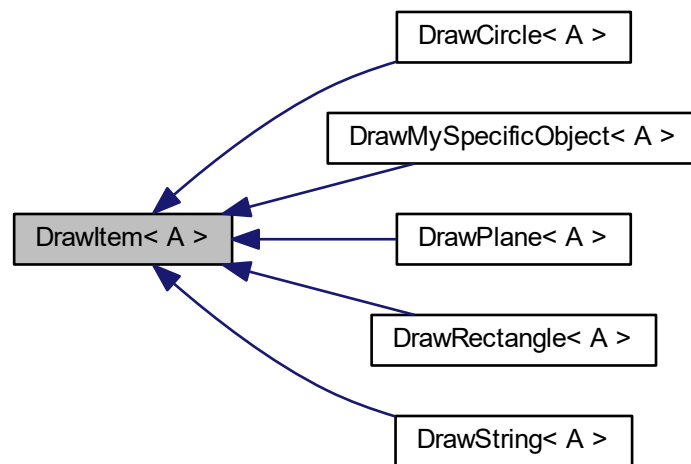 DrawCircle< A >
DrawMySpecificObject< A >
DrawItem< A >
DrawPlane< A >
DrawRectangle< A >
DrawString< A >